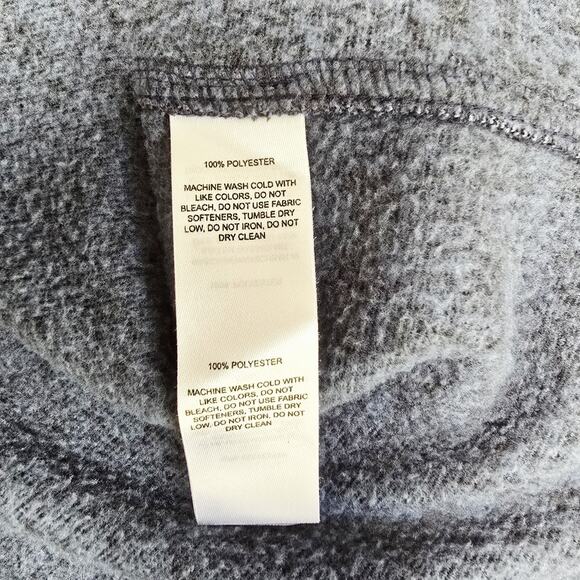 100% POLYESTER
MACHINE WASH COLD WITH
LIKE COLORS, DO NOT
BLEACH, DO NOT USE FABRIC
SOFTENERS, TUMBLE DRY
LOW, DO NOT IRON, DO NOT
DRY CLEAN
100% POLYESTER
MACHINE WASH COLD WITH
LIKE COLORS, DO NOT
BLEACH, DO NOT USE FABRIC
SOFTENERS, TUMBLE DRY
LOW, DO NOT IRON, DO NOT
DRY CLEAN